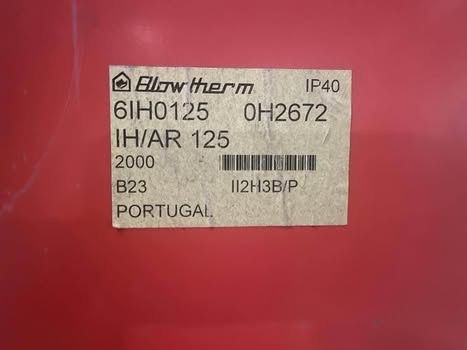 Blowtherm IP40
6IH0125 0H2672
IH/AR 125
2000
B23 II2H3B/P
PORTUGAL